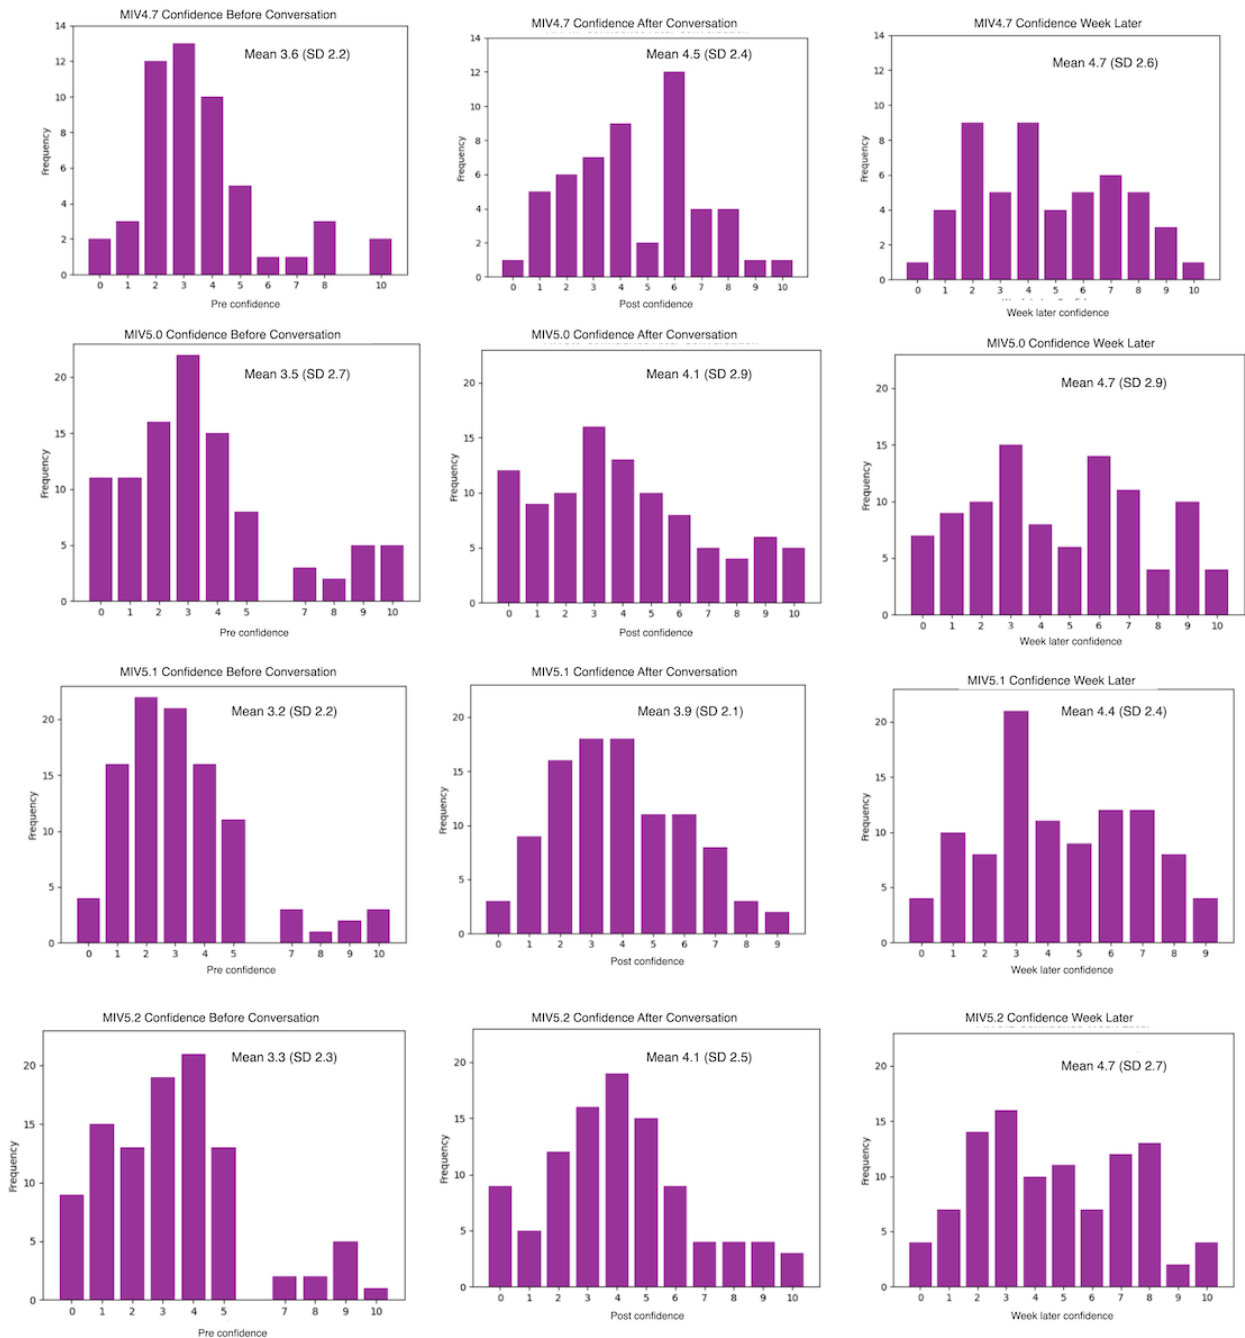 MIV4.7 Confidence Before Conversation
Mean 3.6 (SD 2.2)
Frequency
14
12
10
8
6
4
2
0
0 1 2 3 4 5 6 7 8 10
Pre confidence
MIV4.7 Confidence After Conversation
Mean 4.5 (SD 2.4)
Frequency
14
12
10
8
6
4
2
0
0 1 2 3 4 5 6 7 8 9 10
Post confidence
MIV4.7 Confidence Week Later
Mean 4.7 (SD 2.6)
Frequency
14
12
10
8
6
4
2
0
0 1 2 3 4 5 6 7 8 9 10
Week later confidence
MIV5.0 Confidence Before Conversation
Mean 3.5 (SD 2.7)
Frequency
20
15
10
5
0
0 1 2 3 4 5 7 8 9 10
Pre confidence
MIV5.0 Confidence After Conversation
Mean 4.1 (SD 2.9)
Frequency
20
15
10
5
0
0 1 2 3 4 5 6 7 8 9 10
Post confidence
MIV5.0 Confidence Week Later
Mean 4.7 (SD 2.9)
Frequency
20
15
10
5
0
0 1 2 3 4 5 6 7 8 9 10
Week later confidence
MIV5.1 Confidence Before Conversation
Mean 3.2 (SD 2.2)
Frequency
20
15
10
5
0
0 1 2 3 4 5 7 8 9 10
Pre confidence
MIV5.1 Confidence After Conversation
Mean 3.9 (SD 2.1)
Frequency
20
15
10
5
0
0 1 2 3 4 5 6 7 8 9
Post confidence
MIV5.1 Confidence Week Later
Mean 4.4 (SD 2.4)
Frequency
20
15
10
5
0
0 1 2 3 4 5 6 7 8 9
Week later confidence
MIV5.2 Confidence Before Conversation
Mean 3.3 (SD 2.3)
Frequency
20
15
10
5
0
0 1 2 3 4 5 7 8 9 10
Pre confidence
MIV5.2 Confidence After Conversation
Mean 4.1 (SD 2.5)
Frequency
20
15
10
5
0
0 1 2 3 4 5 6 7 8 9 10
Post confidence
MIV5.2 Confidence Week Later
Mean 4.7 (SD 2.7)
Frequency
20
15
10
5
0
0 1 2 3 4 5 6 7 8 9 10
Week later confidence